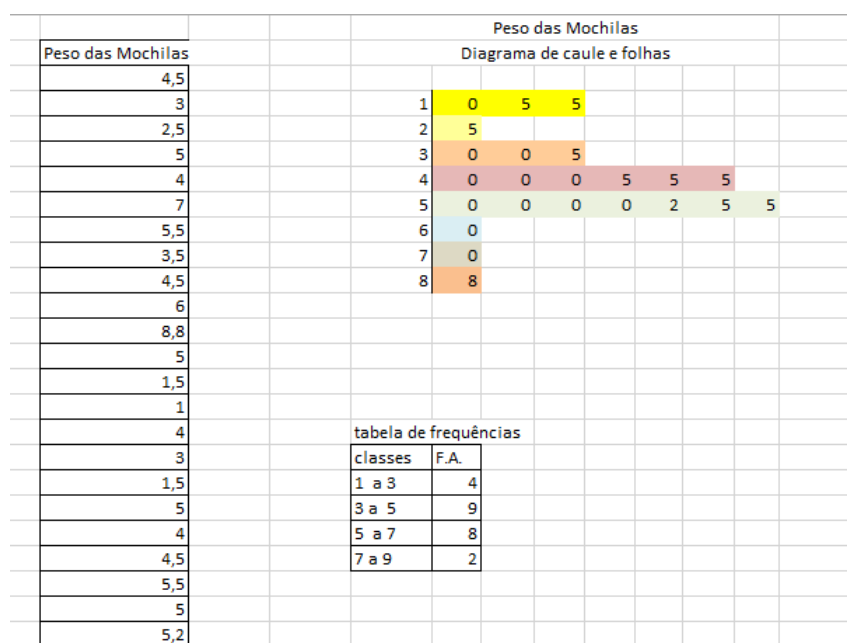 Peso das Mochilas
Peso das Mochilas Diagrama de caule e folhas
4,5
3 1 0 5 5
2,5 2 5
5 3 0 0 5
4 4 0 0 0 5 5 5
7 5 0 0 0 0 2 5 5
5,5 6 0
3,5 7 0
4,5 8 8
6
8,8
5
1,5
1
4 tabela de frequências
3 classes F.A.
1,5 1 a 3 4
5 3 a 5 9
4 5 a 7 8
4,5 7 a 9 2
5,5
5
5,2